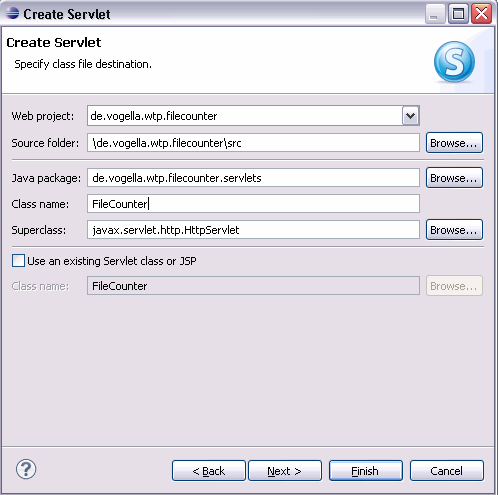 Create Servlet
Create Servlet
Specify class file destination.
S
Web project: de.vogella.wtp.filecounter
Source folder: \de.vogella.wtp.filecounter\src Browse...
Java package: de.vogella.wtp.filecounter.servlets Browse...
Class name: FileCounter
Superclass: javax.servlet.http.HttpServlet Browse...
Use an existing Servlet class or JSP
Class name: FileCounter Browse...
? < Back Next > Finish Cancel